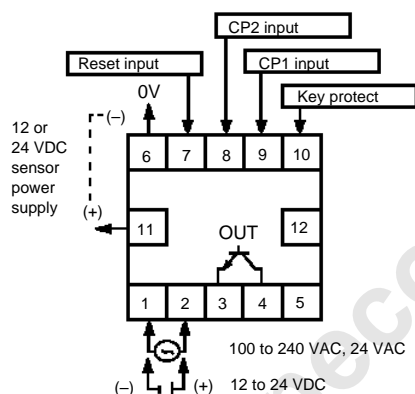 CP2 input
Reset input
CP1 input
0V
Key protect
12 or
24 VDC
sensor
power
supply
(–)
(+)
6 7 8 9 10
11
12
OUT
1 2 3 4 5
100 to 240 VAC, 24 VAC
(–) (+) 12 to 24 VDC